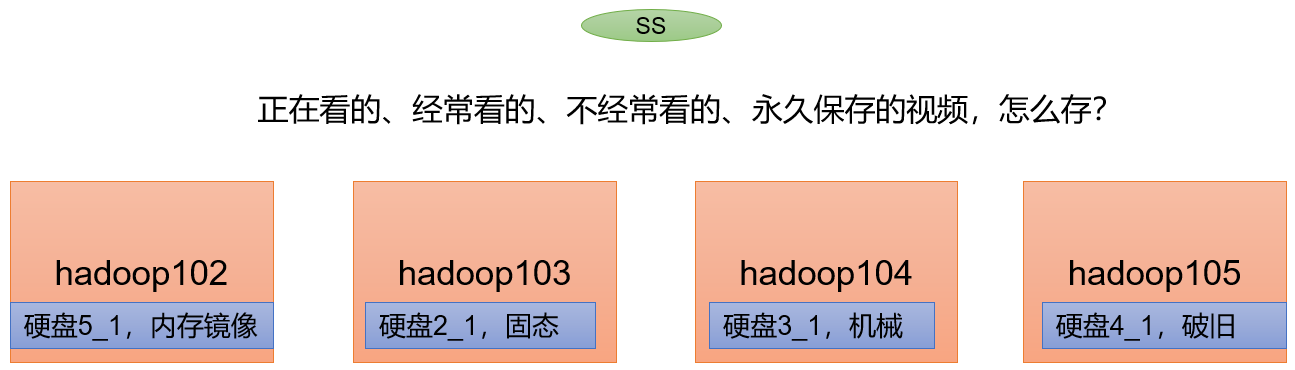 SS
正在看的、经常看的、不经常看的、永久保存的视频，怎么存？
hadoop102
硬盘5_1，内存镜像
hadoop103
硬盘2_1，固态
hadoop104
硬盘3_1，机械
hadoop105
硬盘4_1，破旧